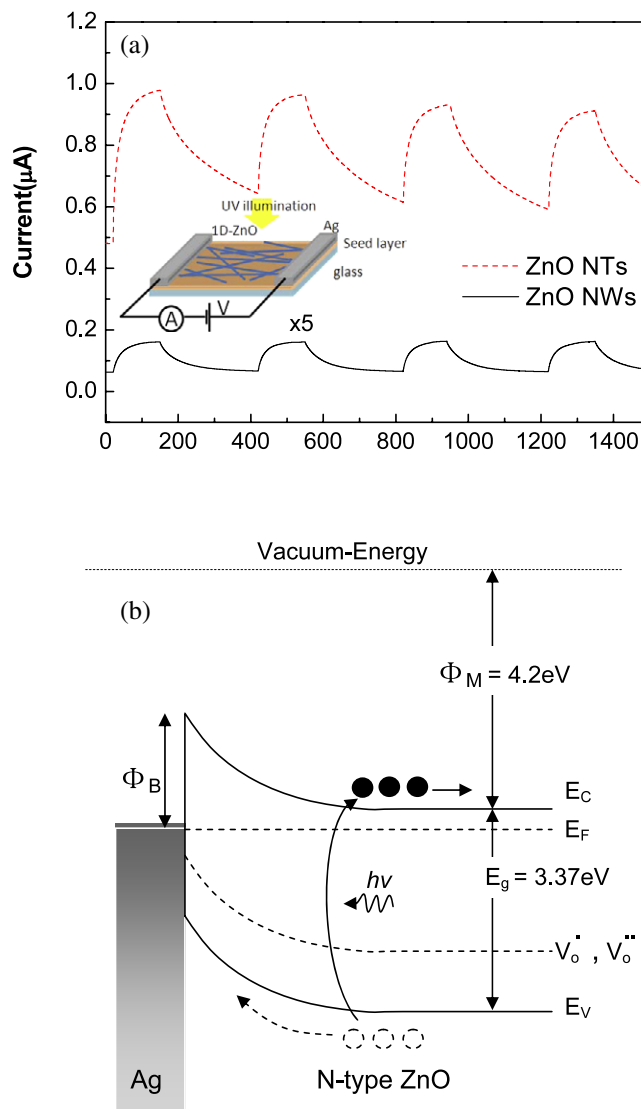 (a)
Current(µA)
1.2
1.0
0.8
0.6
0.4
0.2
0.0
UV illumination
1D-ZnO
Ag
Seed layer
glass
A
V
ZnO NTs
ZnO NWs
x5
0 200 400 600 800 1000 1200 1400
Vacuum-Energy
(b)
Φ_M = 4.2eV
Φ_B
E_C
E_F
E_g = 3.37eV
hν
V_o^• , V_o^••
E_V
Ag
N-type ZnO